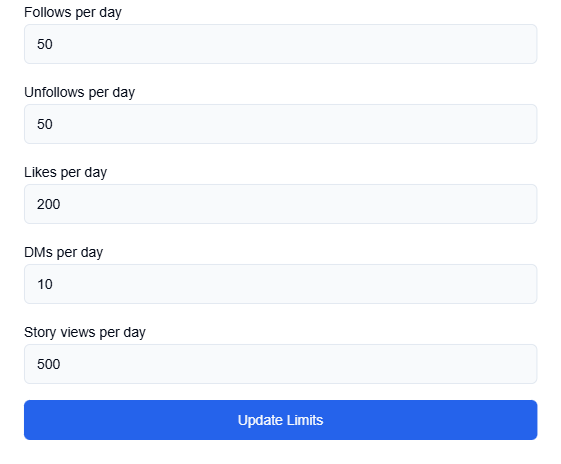 Follows per day
50
Unfollows per day
50
Likes per day
200
DMs per day
10
Story views per day
500
Update Limits